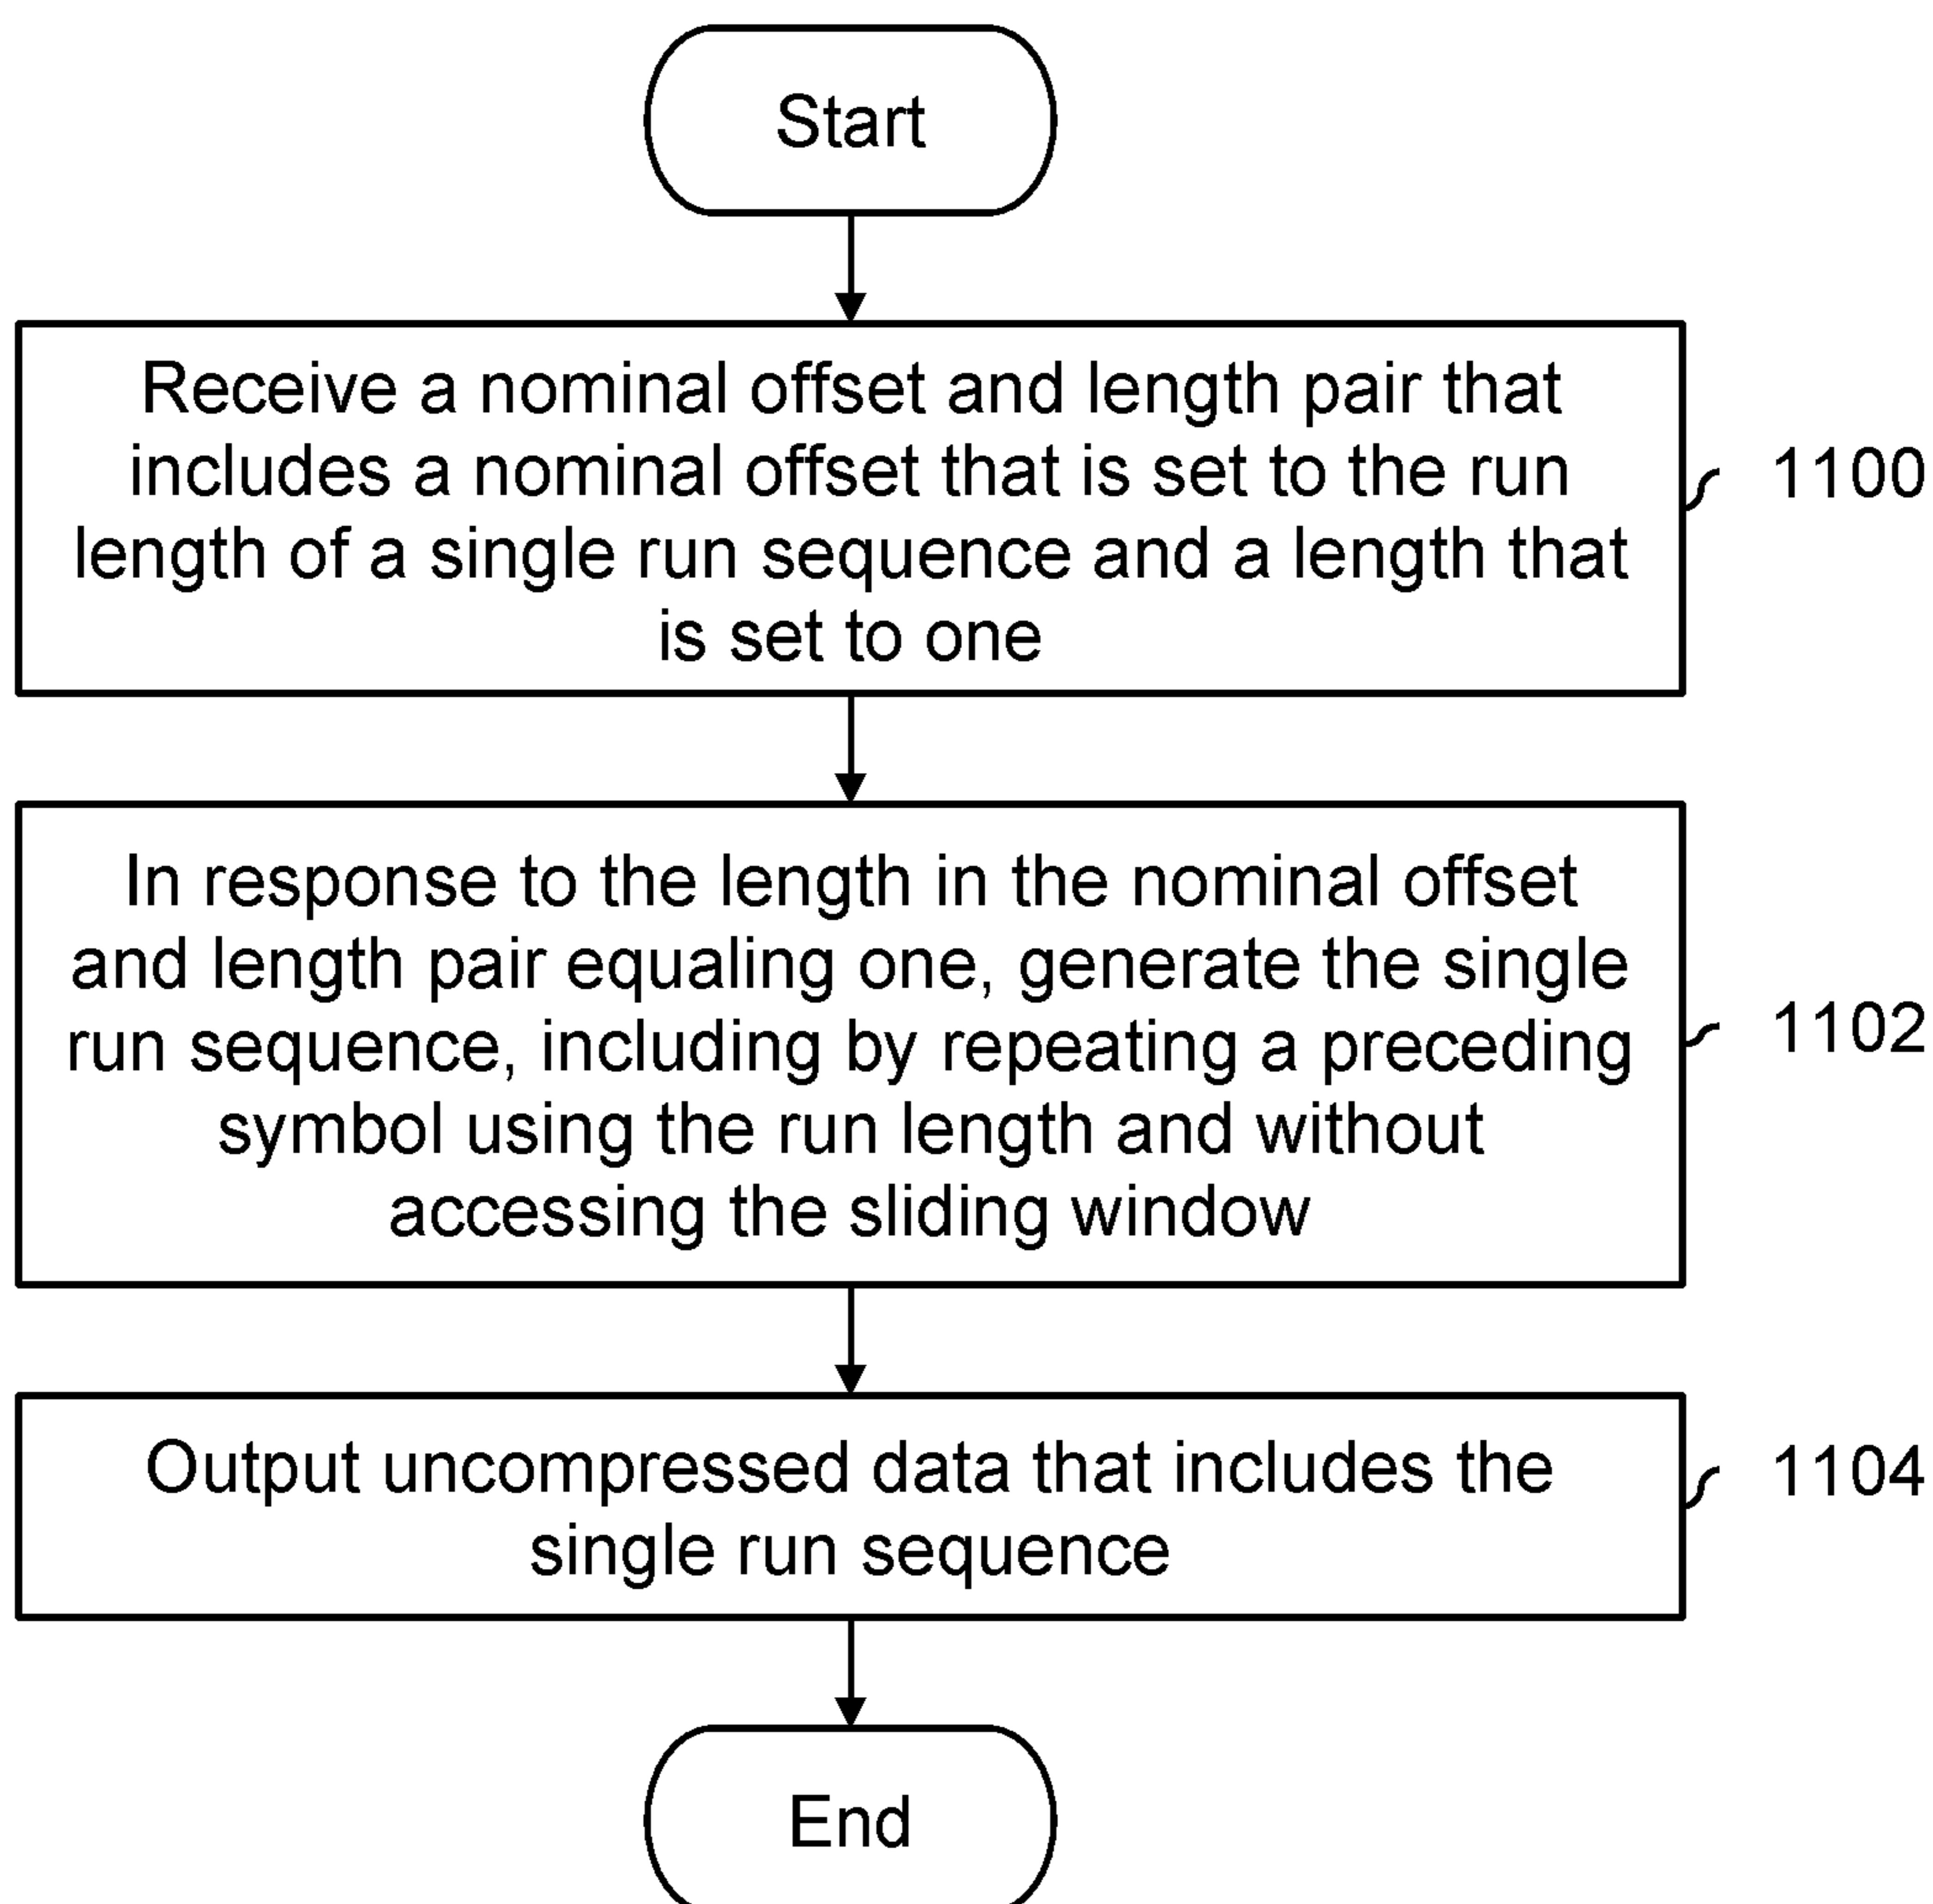 Start
Receive a nominal offset and length pair that
includes a nominal offset that is set to the run
length of a single run sequence and a length that
is set to one
1100
In response to the length in the nominal offset
and length pair equaling one, generate the single
run sequence, including by repeating a preceding
symbol using the run length and without
accessing the sliding window
1102
Output uncompressed data that includes the
single run sequence
1104
End